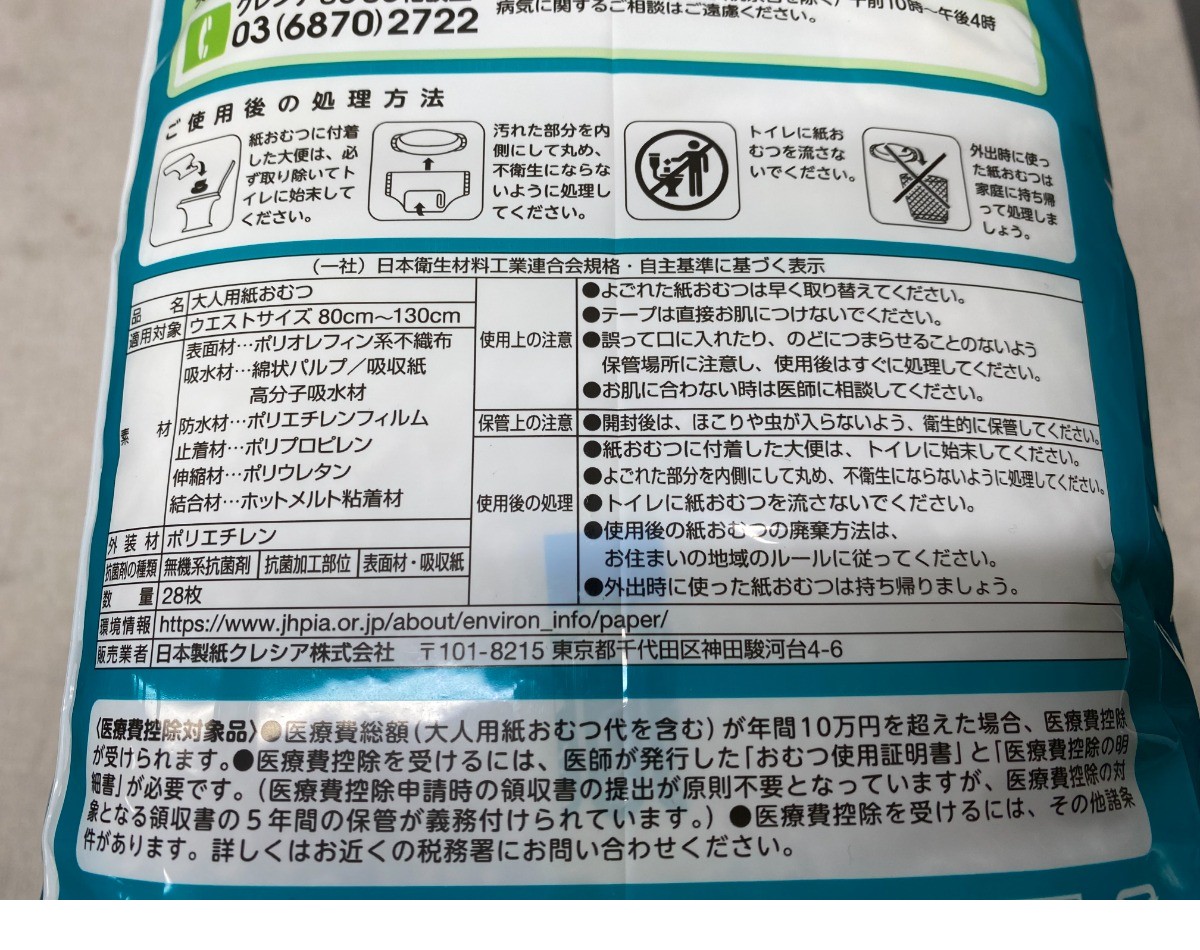 03(6870)2722
病気に関するご相談はご遠慮ください。
午前10時〜午後4時
ご使用後の処理方法
紙おむつに付着
した大便は、必
ず取り除いてト
イレに始末して
ください。
汚れた部分を内
側にして丸め、
不衛生にならな
いように処理し
てください。
トイレに紙お
むつを流さな
いでください。
外出時に使っ
た紙おむつは
家庭に持ち帰
って処理しま
しょう。
（一社）日本衛生材料工業連合会規格・自主基準に基づく表示
品名 大人用紙おむつ
適用対象 ウエストサイズ 80cm〜130cm
素材 表面材…ポリオレフィン系不織布
吸水材…綿状パルプ／吸収紙
高分子吸水材
防水材…ポリエチレンフィルム
止着材…ポリプロピレン
伸縮材…ポリウレタン
結合材…ホットメルト粘着材
外装材 ポリエチレン
抗菌剤の種類 無機系抗菌剤 抗菌加工部位 表面材・吸収紙
数量 28枚
使用上の注意
●よごれた紙おむつは早く取り替えてください。
●テープは直接お肌につけないでください。
●誤って口に入れたり、のどにつまらせることのないよう
保管場所に注意し、使用後はすぐに処理してください。
●お肌に合わない時は医師に相談してください。
保管上の注意
●開封後は、ほこりや虫が入らないよう、衛生的に保管してください。
使用後の処理
●紙おむつに付着した大便は、トイレに始末してください。
●よごれた部分を内側にして丸め、不衛生にならないように処理してください。
●トイレに紙おむつを流さないでください。
●使用後の紙おむつの廃棄方法は、
お住まいの地域のルールに従ってください。
●外出時に使った紙おむつは持ち帰りましょう。
環境情報 https://www.jhpia.or.jp/about/environ_info/paper/
販売業者 日本製紙クレシア株式会社 〒101-8215 東京都千代田区神田駿河台4-6
〈医療費控除対象品〉●医療費総額（大人用紙おむつ代を含む）が年間10万円を超えた場合、医療費控除
が受けられます。●医療費控除を受けるには、医師が発行した「おむつ使用証明書」と「医療費控除の明
細書」が必要です。（医療費控除申請時の領収書の提出が原則不要となっていますが、医療費控除の対
象となる領収書の5年間の保管が義務付けられています。）●医療費控除を受けるには、その他諸条
件があります。詳しくはお近くの税務署にお問い合わせください。